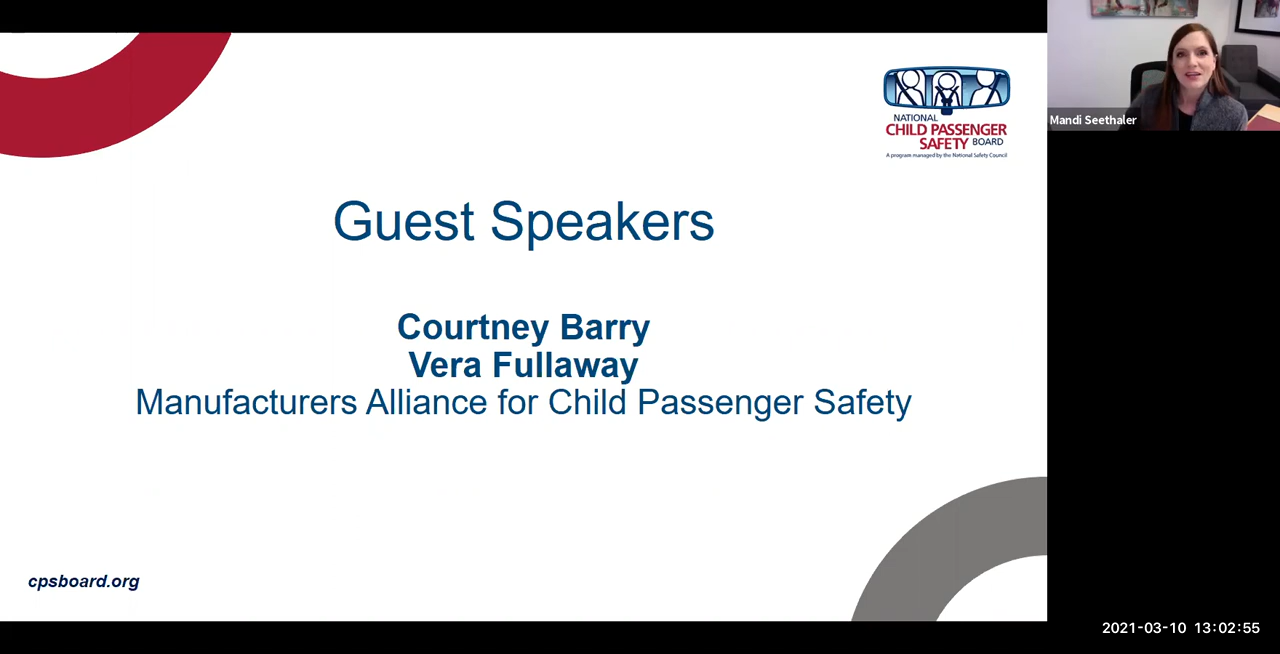 NATIONAL
CHILD PASSENGER
SAFETY BOARD
A program managed by the National Safety Council
Mandi Seethaler
Guest Speakers
Courtney Barry
Vera Fullaway
Manufacturers Alliance for Child Passenger Safety
cpsboard.org
2021-03-10 13:02:55